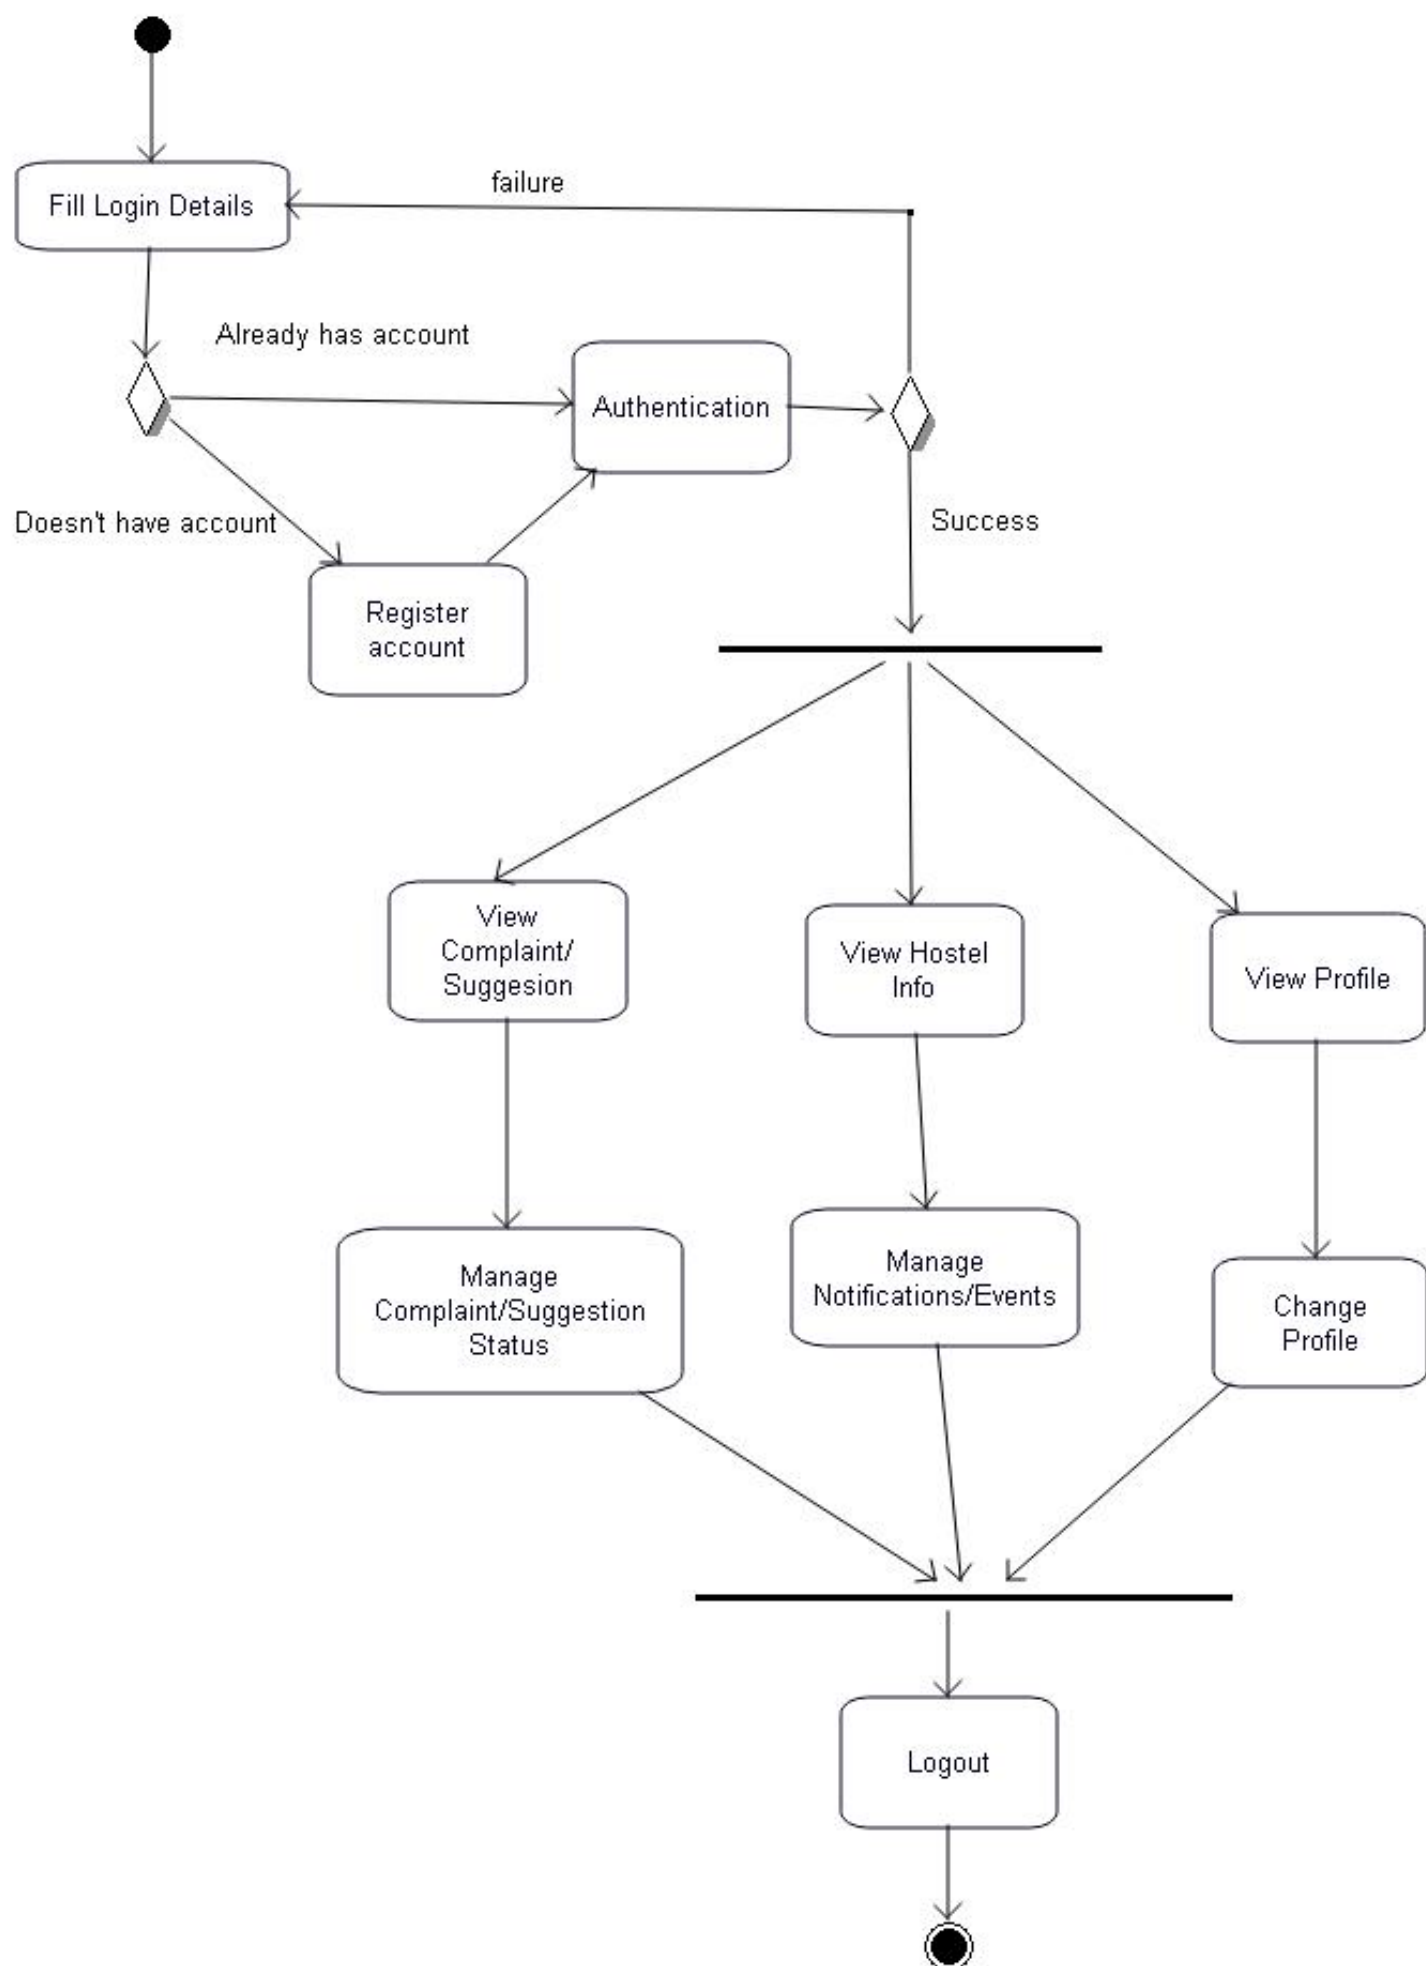 Fill Login Details
failure
Already has account
Authentication
Doesn't have account
Success
Register
account
View
Complaint/
Suggesion
View Hostel
Info
View Profile
Manage
Complaint/Suggestion
Status
Manage
Notifications/Events
Change
Profile
Logout